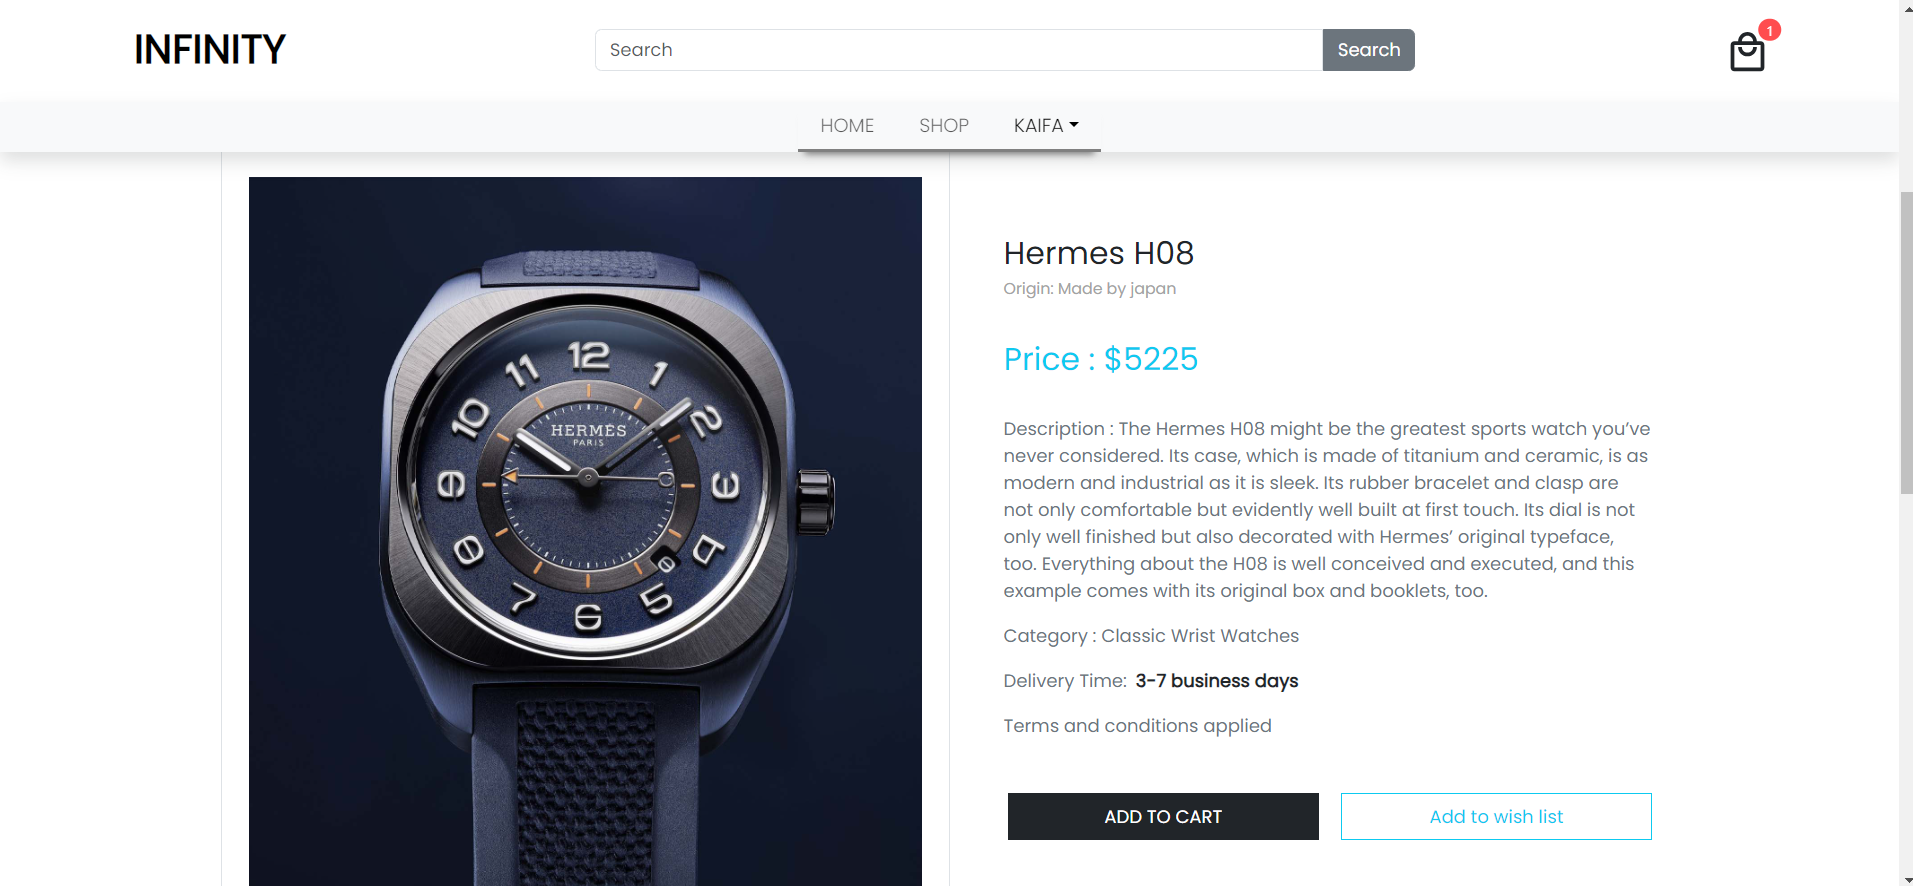 INFINITY
Search
Search
1
HOME
SHOP
KAIFA
12
1
2
3
4
5
6
7
8
9
10
11
HERMÈS
PARIS
8
Hermes H08
Origin: Made by japan
Price : $5225
Description : The Hermes H08 might be the greatest sports watch you’ve
never considered. Its case, which is made of titanium and ceramic, is as
modern and industrial as it is sleek. Its rubber bracelet and clasp are
not only comfortable but evidently well built at first touch. Its dial is not
only well finished but also decorated with Hermes’ original typeface,
too. Everything about the H08 is well conceived and executed, and this
example comes with its original box and booklets, too.
Category : Classic Wrist Watches
Delivery Time: 3-7 business days
Terms and conditions applied
ADD TO CART
Add to wish list